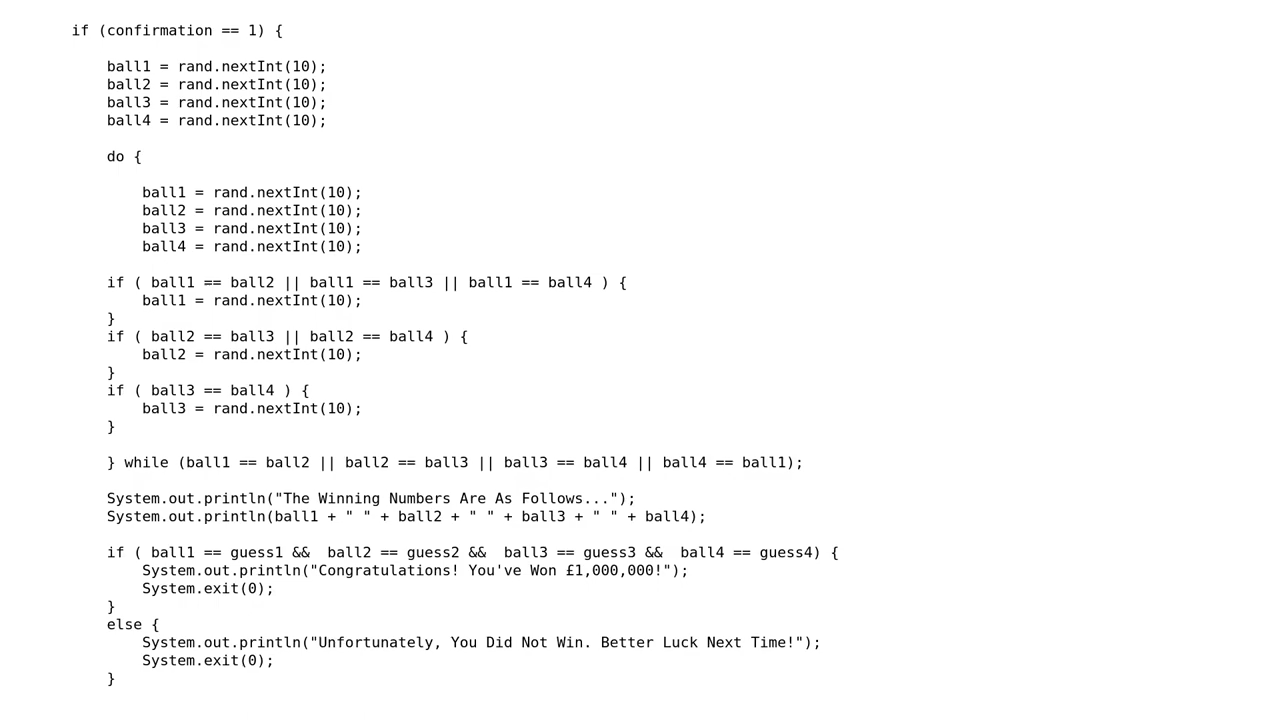 if (confirmation == 1) {
ball1 = rand.nextInt(10);
ball2 = rand.nextInt(10);
ball3 = rand.nextInt(10);
ball4 = rand.nextInt(10);
do {
ball1 = rand.nextInt(10);
ball2 = rand.nextInt(10);
ball3 = rand.nextInt(10);
ball4 = rand.nextInt(10);
if ( ball1 == ball2 || ball1 == ball3 || ball1 == ball4 ) {
ball1 = rand.nextInt(10);
}
if ( ball2 == ball3 || ball2 == ball4 ) {
ball2 = rand.nextInt(10);
}
if ( ball3 == ball4 ) {
ball3 = rand.nextInt(10);
}
} while (ball1 == ball2 || ball2 == ball3 || ball3 == ball4 || ball4 == ball1);
System.out.println("The Winning Numbers Are As Follows...");
System.out.println(ball1 + " " + ball2 + " " + ball3 + " " + ball4);
if ( ball1 == guess1 &&  ball2 == guess2 &&  ball3 == guess3 &&  ball4 == guess4) {
System.out.println("Congratulations! You've Won £1,000,000!");
System.exit(0);
}
else {
System.out.println("Unfortunately, You Did Not Win. Better Luck Next Time!");
System.exit(0);
}